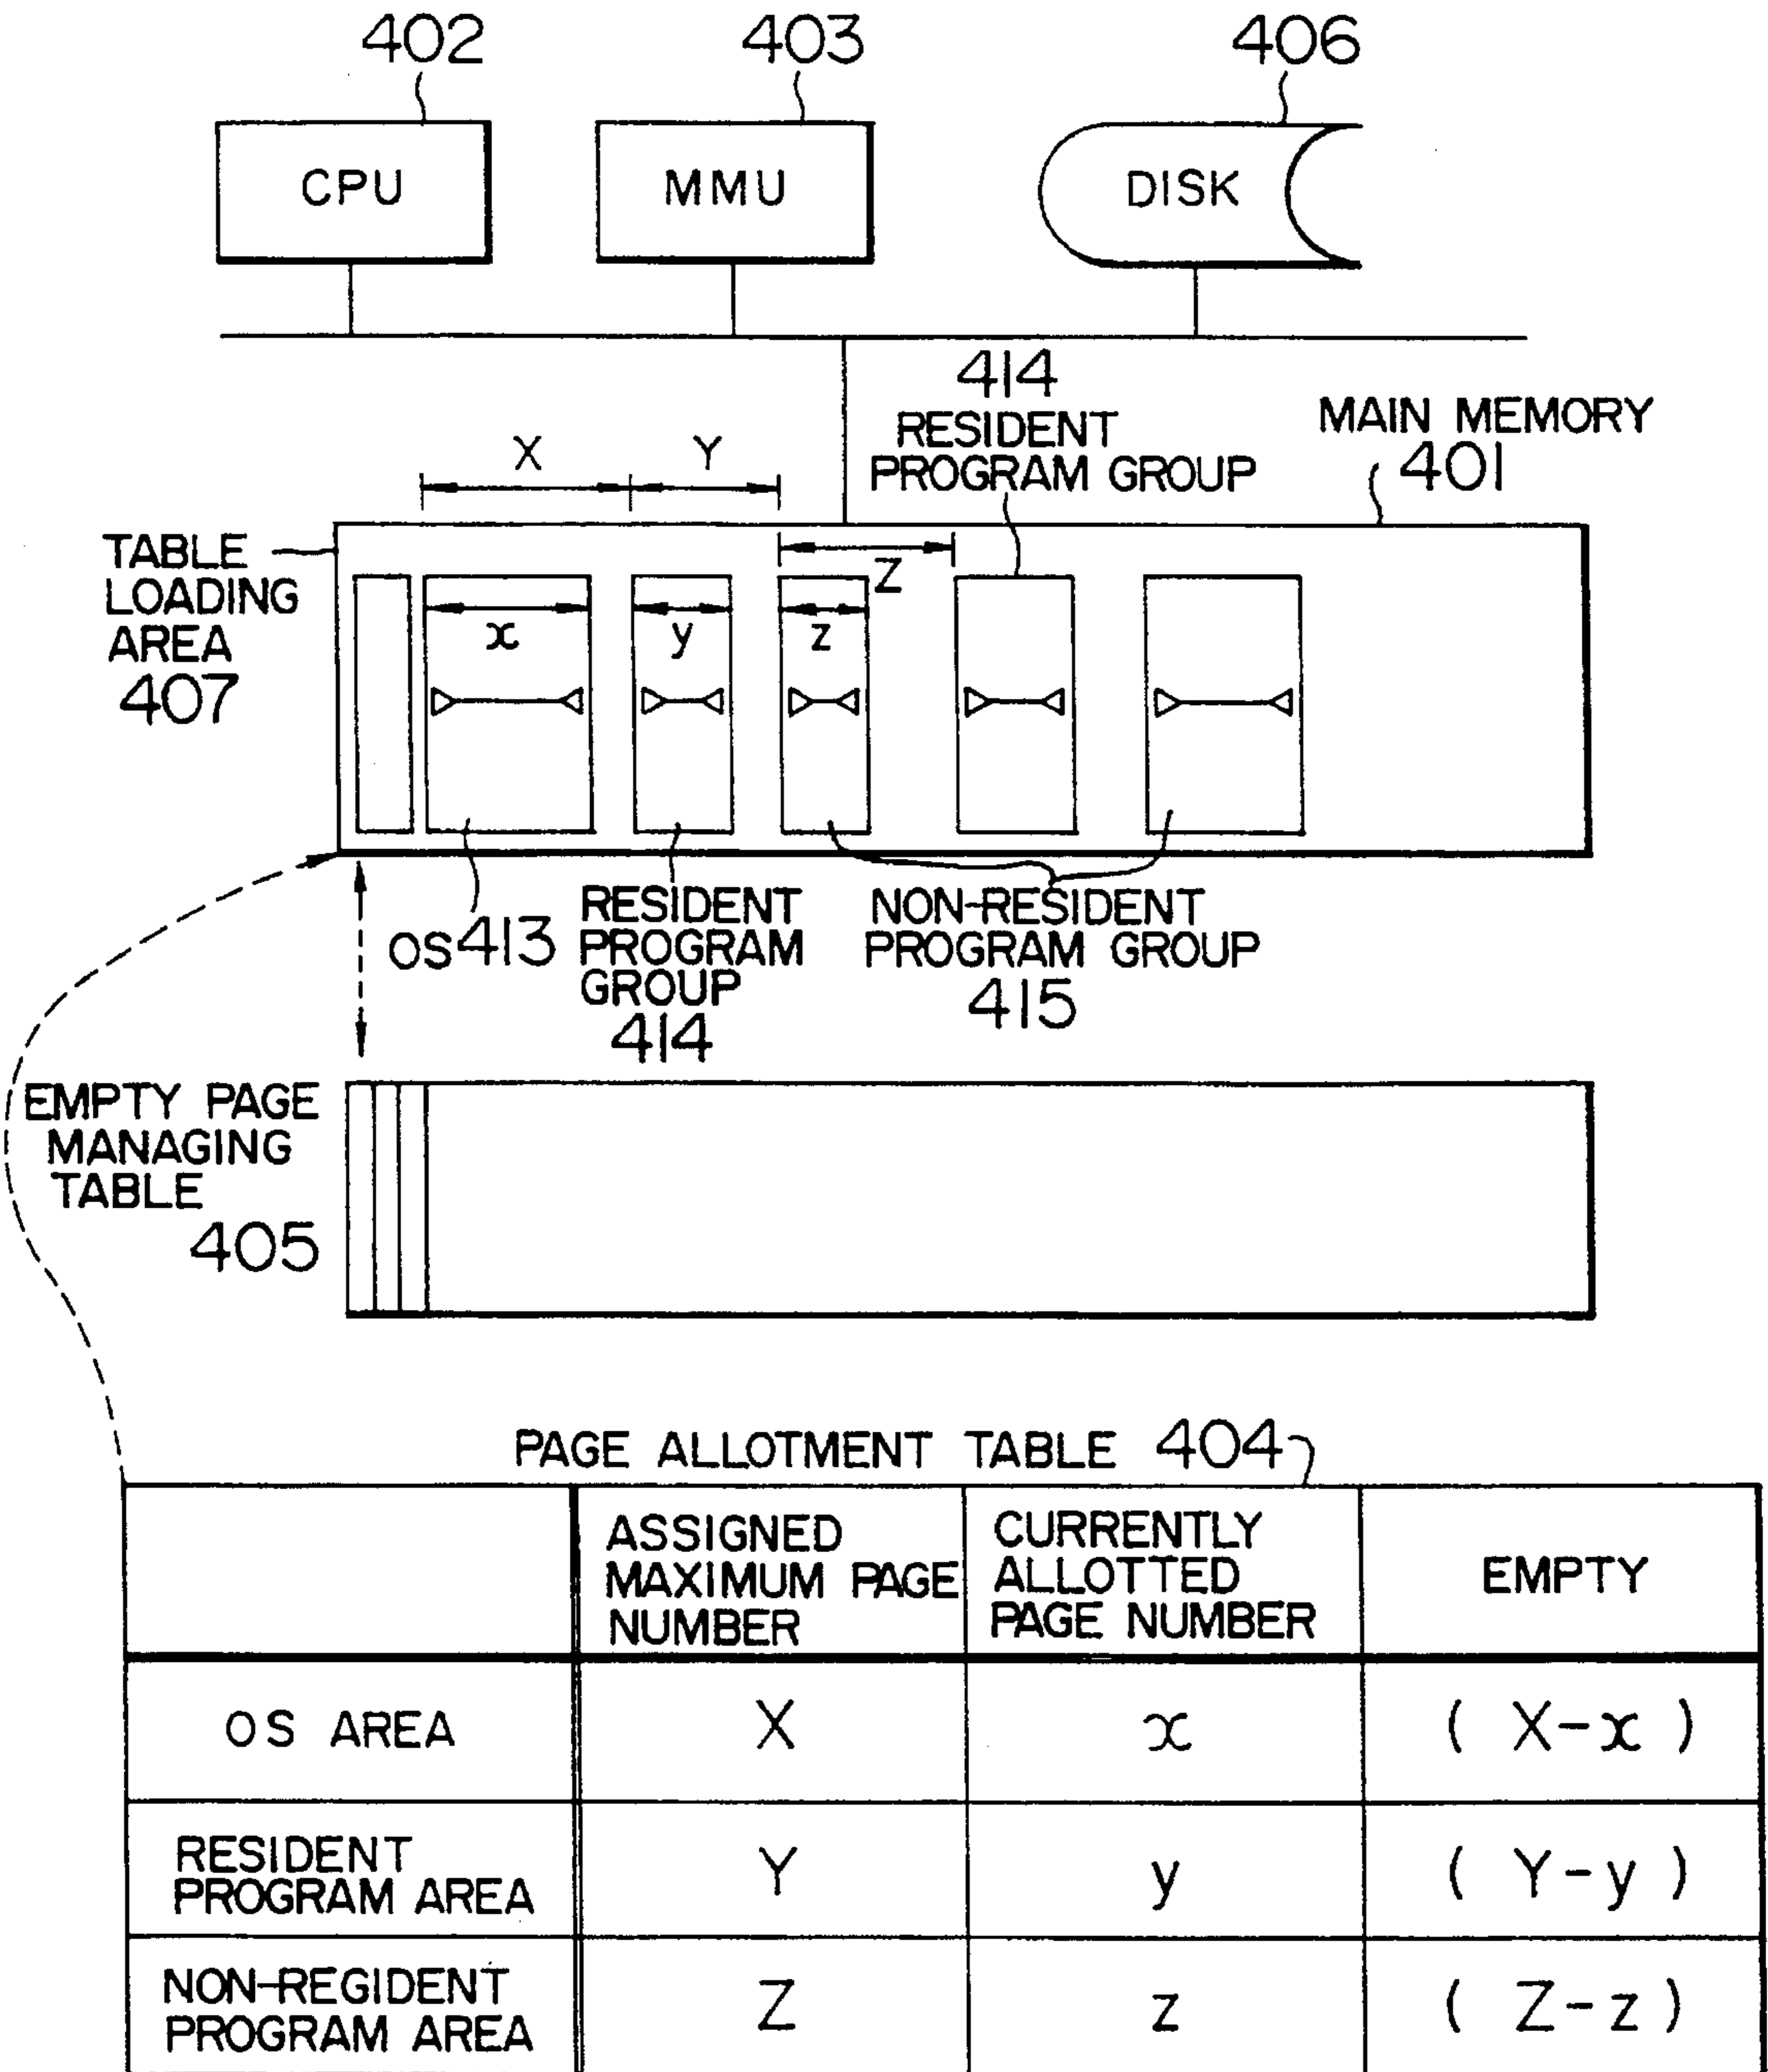 402
403
406
CPU
MMU
DISK
414
RESIDENT
PROGRAM GROUP
MAIN MEMORY
401
X
Y
TABLE
LOADING
AREA
407
Z
x
y
z
OS 413
RESIDENT
PROGRAM
GROUP
414
NON-RESIDENT
PROGRAM GROUP
415
EMPTY PAGE
MANAGING
TABLE
405
PAGE ALLOTMENT TABLE 404
ASSIGNED
MAXIMUM PAGE
NUMBER
CURRENTLY
ALLOTTED
PAGE NUMBER
EMPTY
OS AREA
X
x
( X-x )
RESIDENT
PROGRAM AREA
Y
y
( Y-y )
NON-REGIDENT
PROGRAM AREA
Z
z
( Z-z )